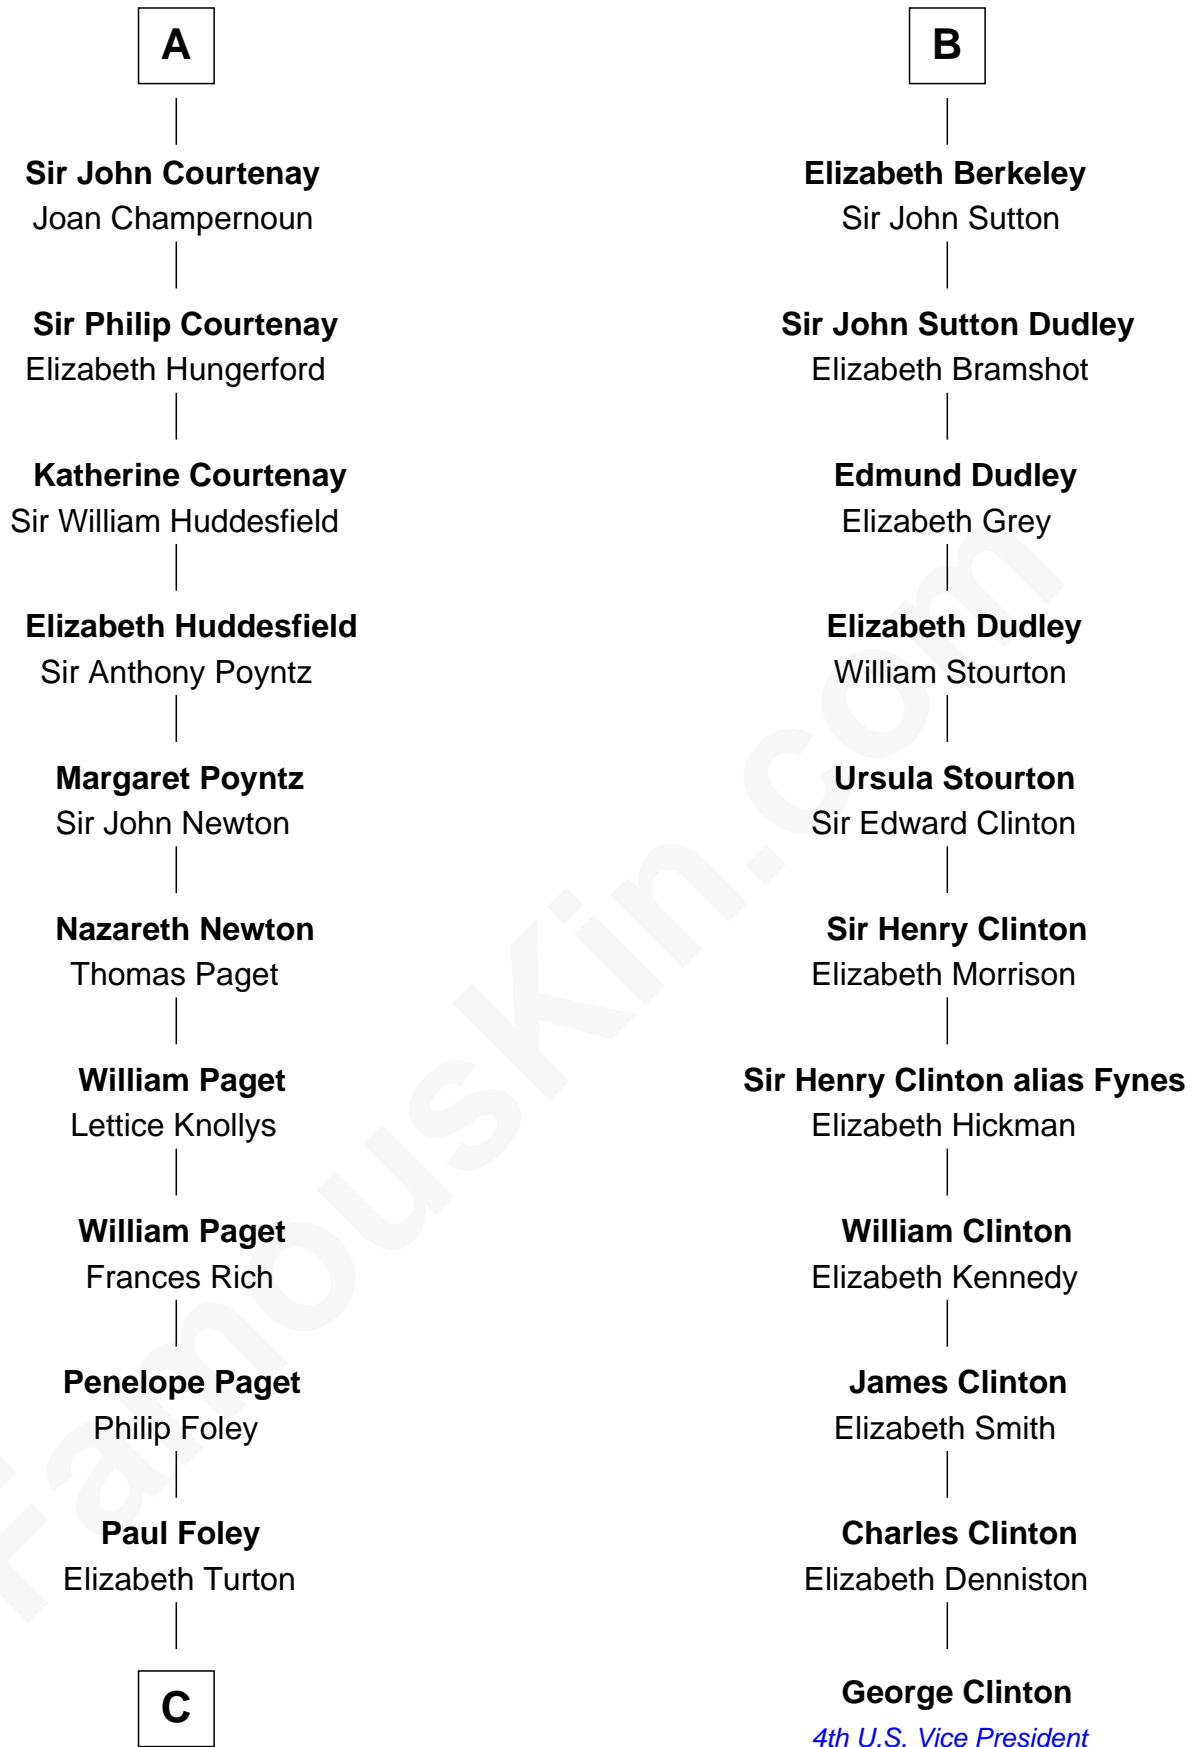 A
Sir John Courtenay
Joan Champernoun
Sir Philip Courtenay
Elizabeth Hungerford
Katherine Courtenay
Sir William Huddesfield
Elizabeth Huddesfield
Sir Anthony Poyntz
Margaret Poyntz
Sir John Newton
Nazareth Newton
Thomas Paget
William Paget
Lettice Knollys
William Paget
Frances Rich
Penelope Paget
Philip Foley
Paul Foley
Elizabeth Turton
C
B
Elizabeth Berkeley
Sir John Sutton
Sir John Sutton Dudley
Elizabeth Bramshot
Edmund Dudley
Elizabeth Grey
Elizabeth Dudley
William Stourton
Ursula Stourton
Sir Edward Clinton
Sir Henry Clinton
Elizabeth Morrison
Sir Henry Clinton alias Fynes
Elizabeth Hickman
William Clinton
Elizabeth Kennedy
James Clinton
Elizabeth Smith
Charles Clinton
Elizabeth Denniston
George Clinton
4th U.S. Vice President
FamousKin.com